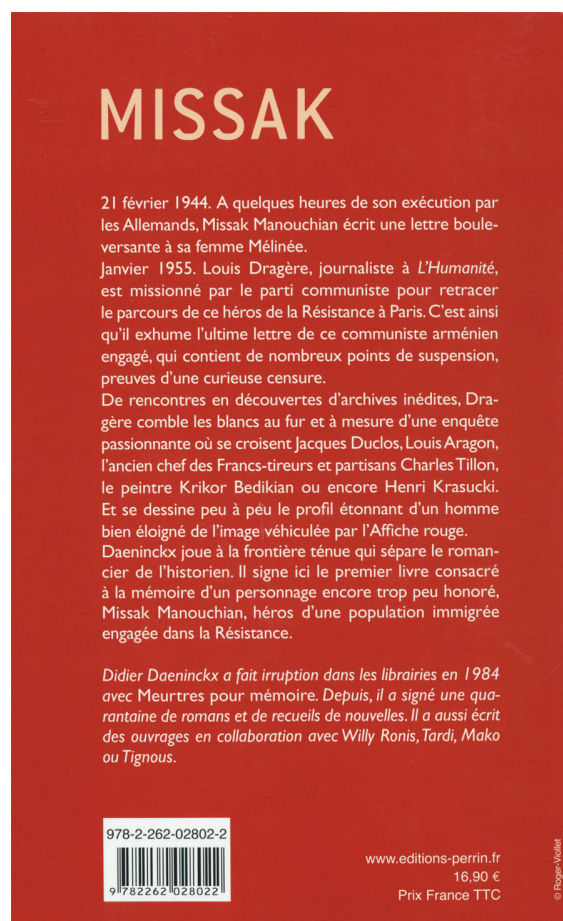 MISSAK
21 février 1944. A quelques heures de son exécution par
les Allemands, Missak Manouchian écrit une lettre boule-
versante à sa femme Mélinée.
Janvier 1955. Louis Dragère, journaliste à L'Humanité,
est missionné par le parti communiste pour retracer
le parcours de ce héros de la Résistance à Paris. C'est ainsi
qu'il exhume l'ultime lettre de ce communiste arménien
engagé, qui contient de nombreux points de suspension,
preuves d'une curieuse censure.
De rencontres en découvertes d'archives inédites, Dra-
gère comble les blancs au fur et à mesure d'une enquête
passionnante où se croisent Jacques Duclos, Louis Aragon,
l'ancien chef des Francs-tireurs et partisans Charles Tillon,
le peintre Krikor Bedikian ou encore Henri Krasucki.
Et se dessine peu à peu le profil étonnant d'un homme
bien éloigné de l'image véhiculée par l'Affiche rouge.
Daeninckx joue à la frontière ténue qui sépare le roman-
cier de l'historien. Il signe ici le premier livre consacré
à la mémoire d'un personnage encore trop peu honoré,
Missak Manouchian, héros d'une population immigrée
engagée dans la Résistance.
Didier Daeninckx a fait irruption dans les librairies en 1984
avec Meurtres pour mémoire. Depuis, il a signé une qua-
rantaine de romans et de recueils de nouvelles. Il a aussi écrit
des ouvrages en collaboration avec Willy Ronis, Tardi, Mako
ou Tignous.
978-2-262-02802-2
9 782262 028022
www.editions-perrin.fr
16,90 €
Prix France TTC
© Roger-Viollet